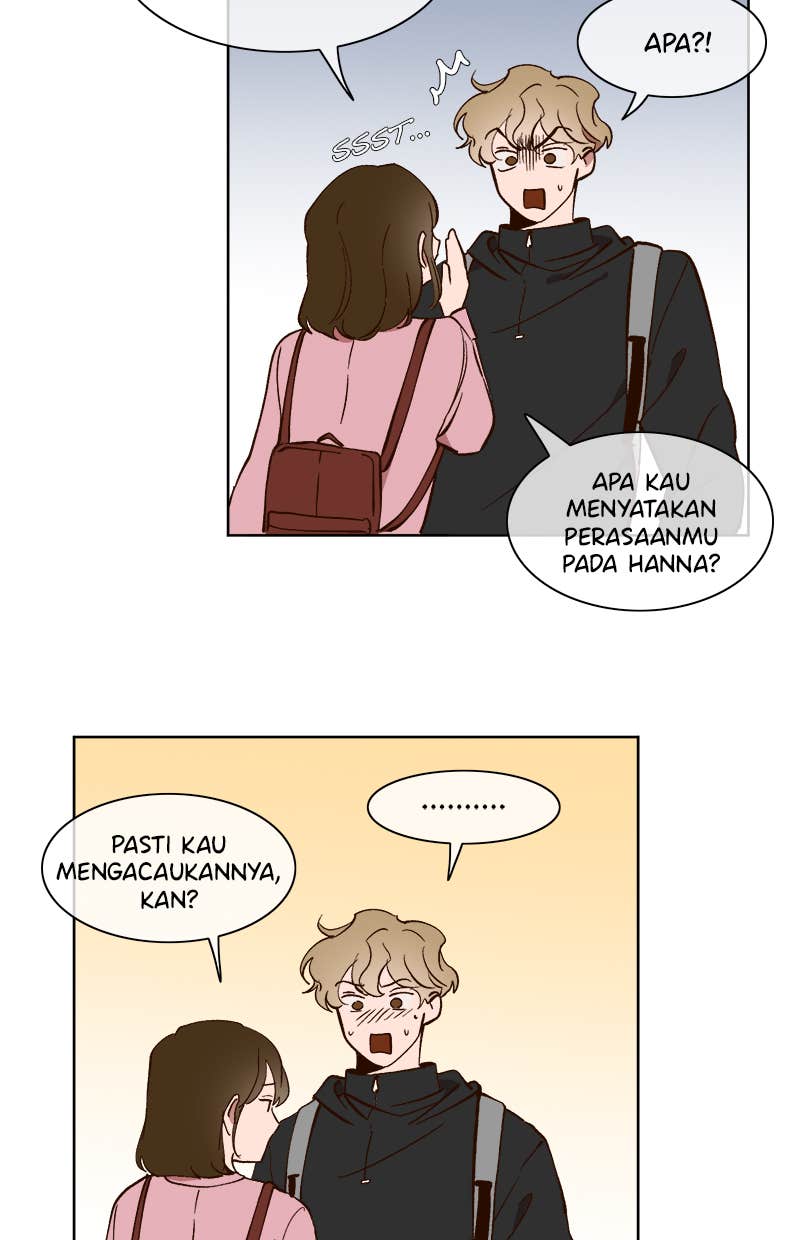 APA?!
SSST...
APA KAU
MENYATAKAN
PERASAANMU
PADA HANNA?
..........
PASTI KAU
MENGACAUKANNYA,
KAN?